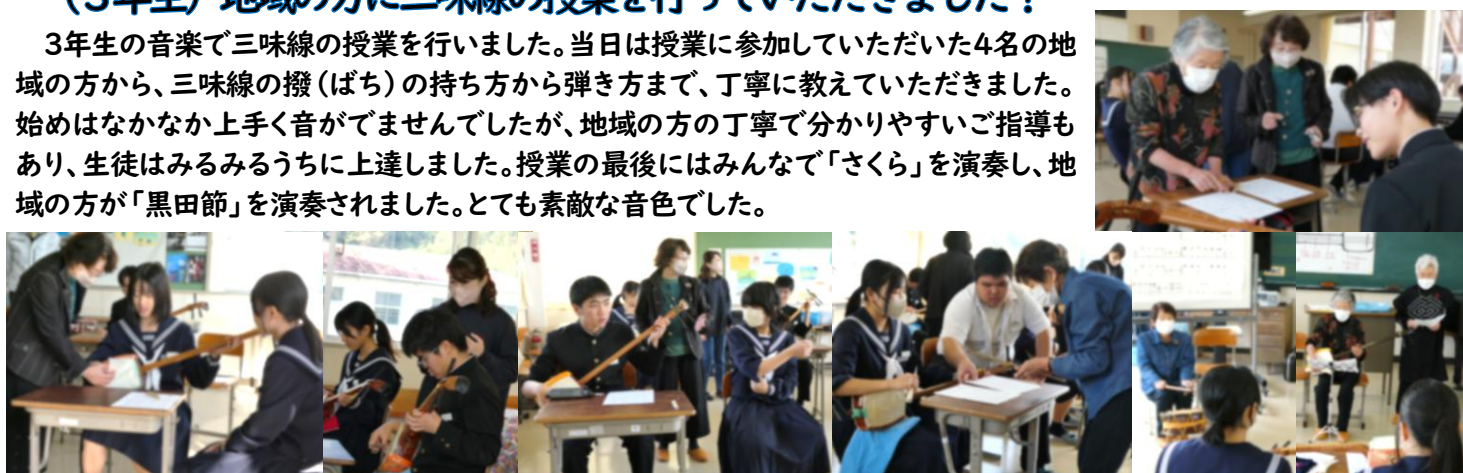 (3年生) 地域の方に三味線の授業を行っていただきました！
　3年生の音楽で三味線の授業を行いました。当日は授業に参加していただいた4名の地
域の方から、三味線の撥(ばち)の持ち方から弾き方まで、丁寧に教えていただきました。
始めはなかなか上手く音がでませんでしたが、地域の方の丁寧で分かりやすいご指導も
あり、生徒はみるみるうちに上達しました。授業の最後にはみんなで「さくら」を演奏し、地
域の方が「黒田節」を演奏されました。とても素敵な音色でした。